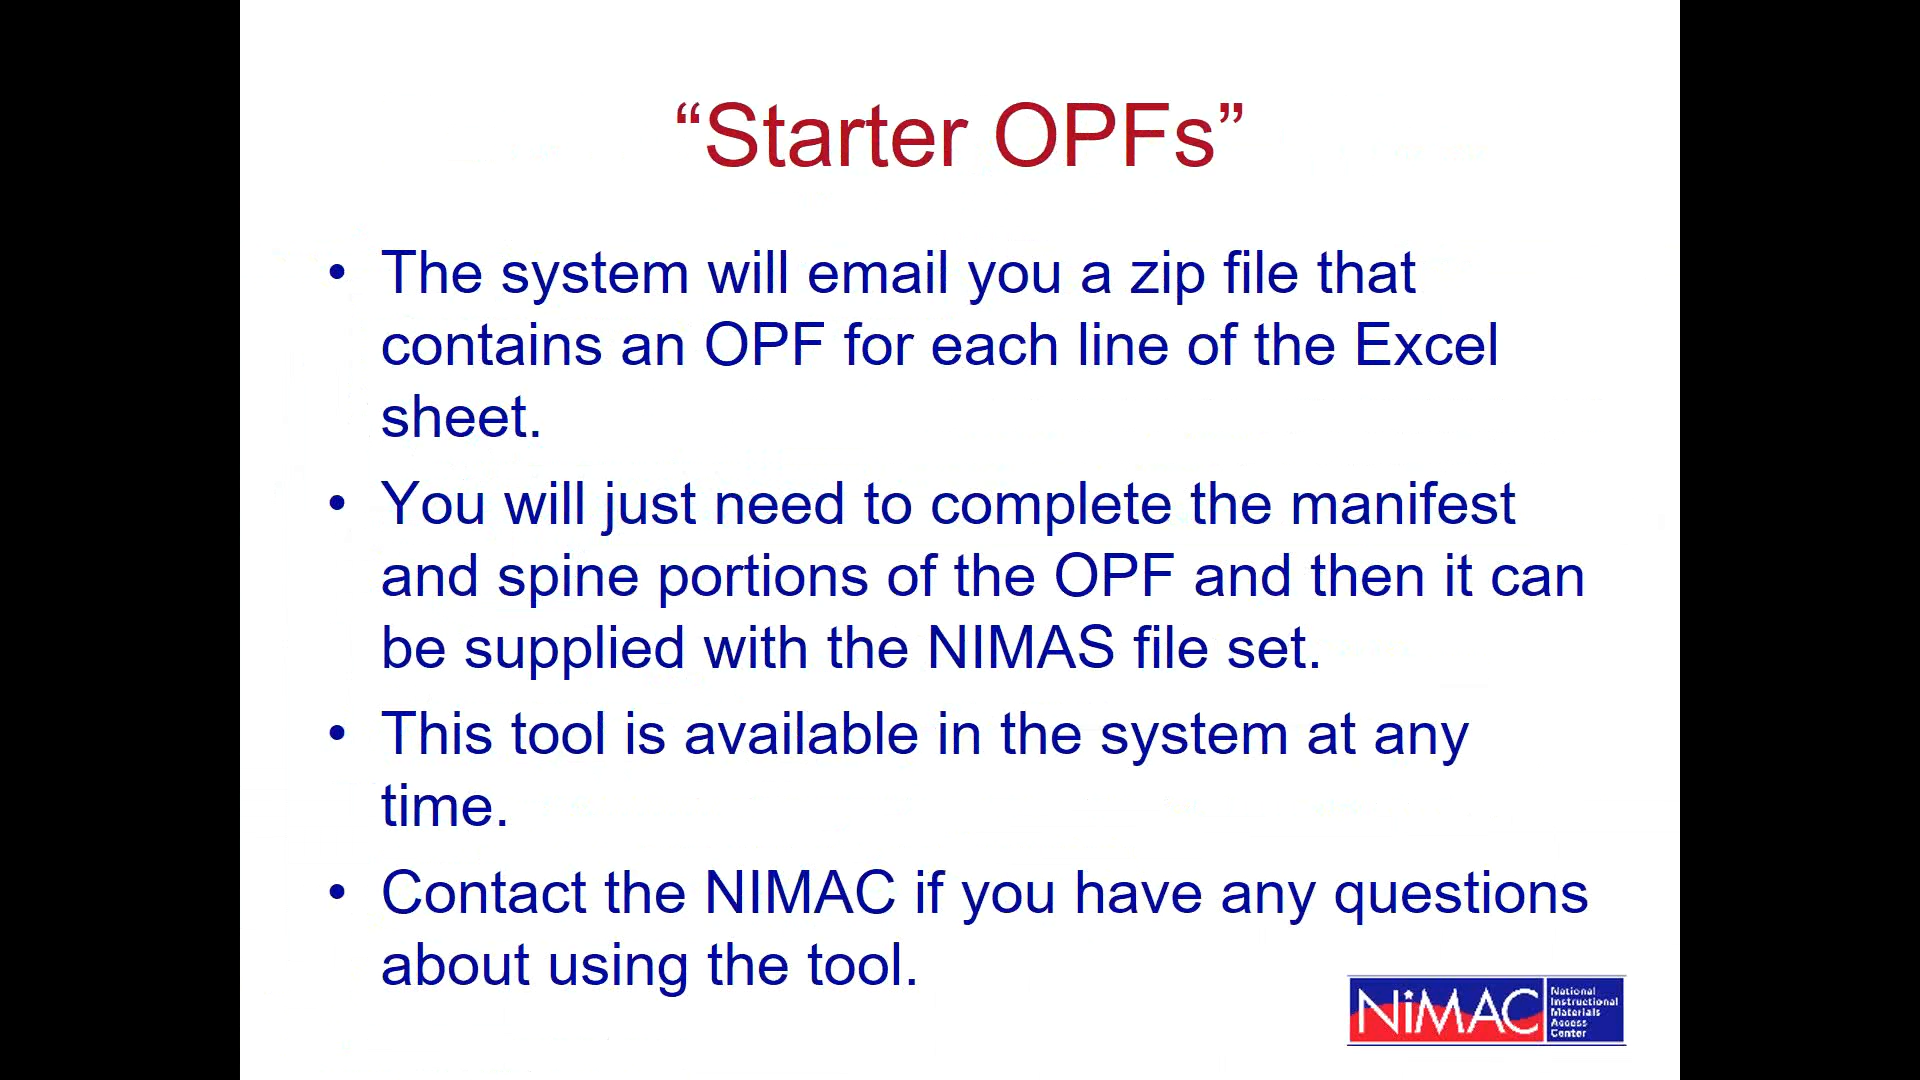 “Starter OPFs”
• The system will email you a zip file that
contains an OPF for each line of the Excel
sheet.
• You will just need to complete the manifest
and spine portions of the OPF and then it can
be supplied with the NIMAS file set.
• This tool is available in the system at any
time.
• Contact the NIMAC if you have any questions
about using the tool.
NiMAC
National
Instructional
Materials
Access
Center